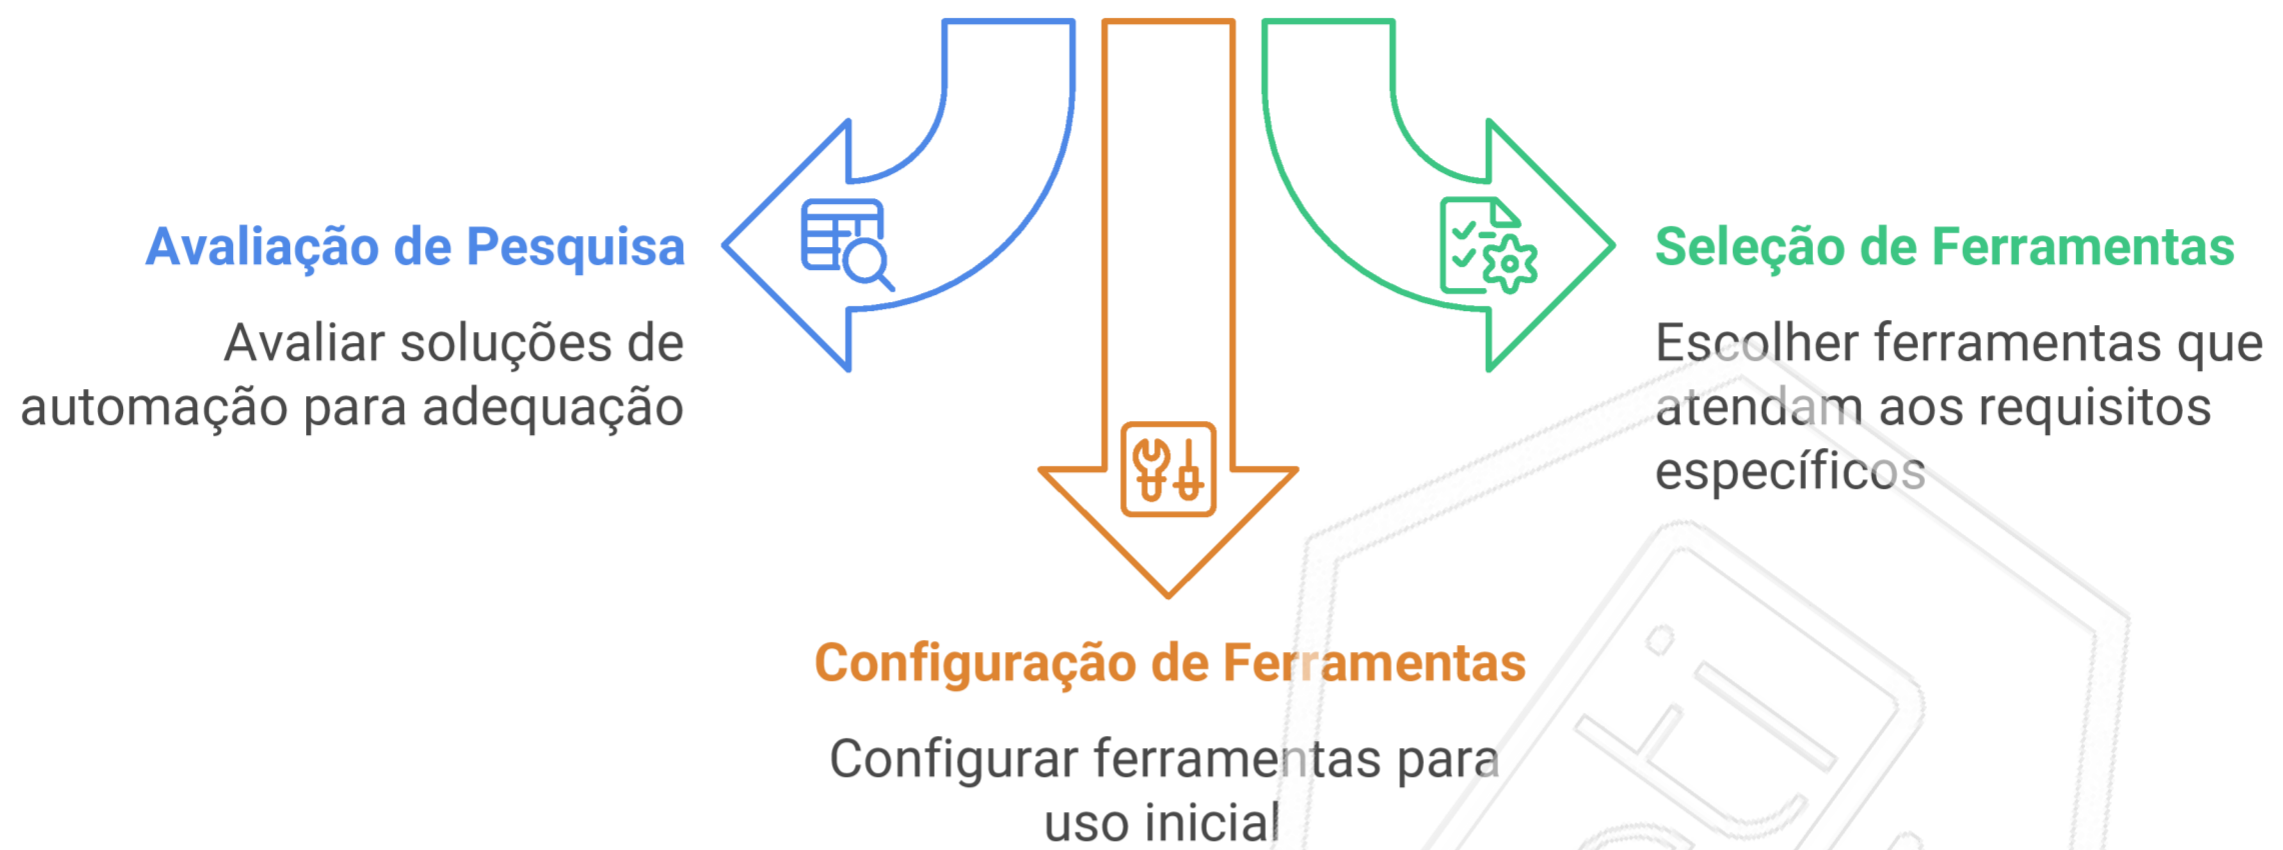 Avaliação de Pesquisa
Avaliar soluções de
automação para adequação
Seleção de Ferramentas
Escolher ferramentas que
atendam aos requisitos
específicos
Configuração de Ferramentas
Configurar ferramentas para
uso inicial